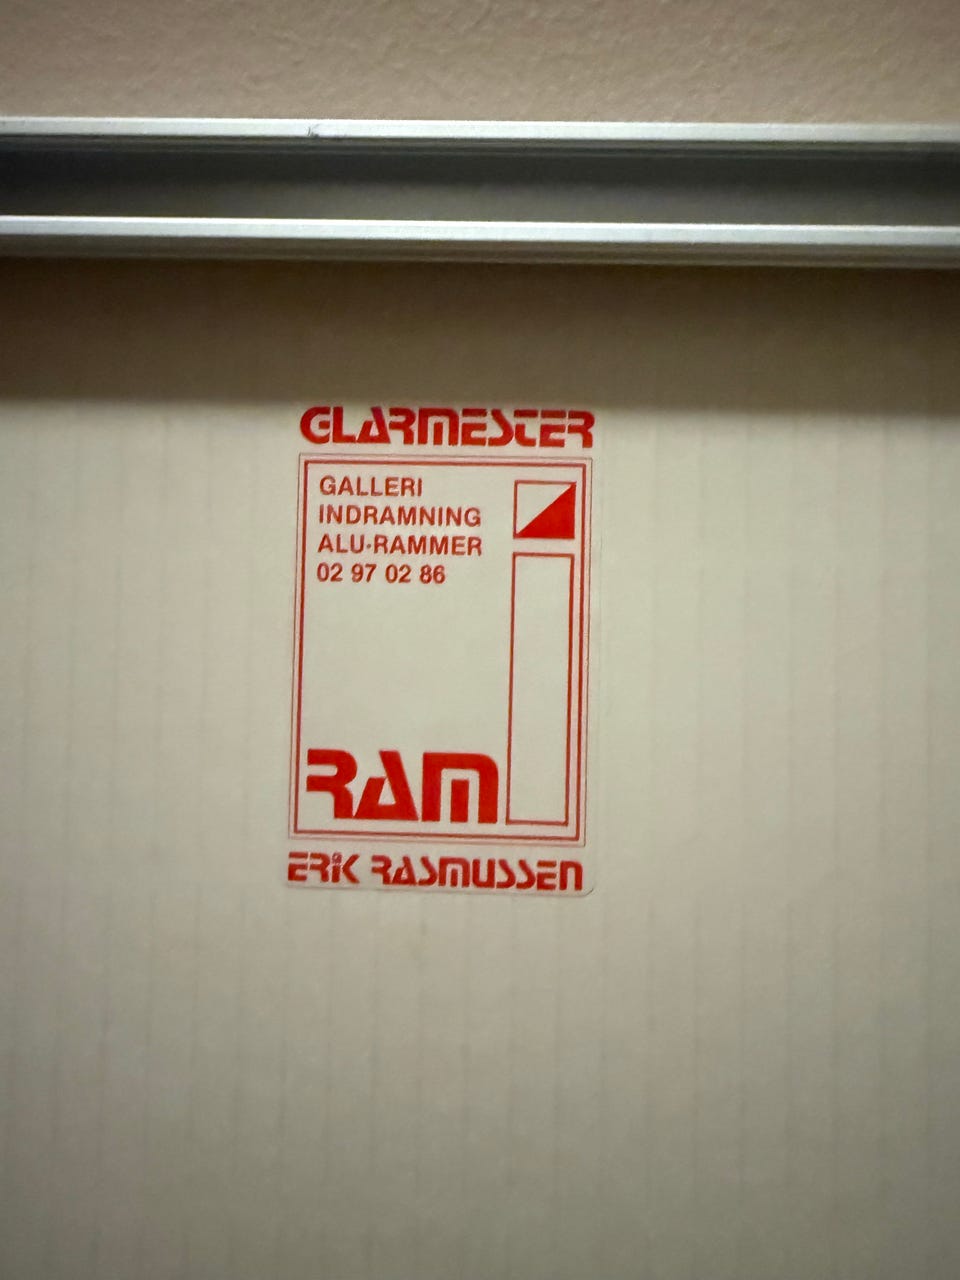 GLARMESTER
GALLERI
INDRAMNING
ALU-RAMMER
02 97 02 86
RAM
ERIK RASMUSSEN